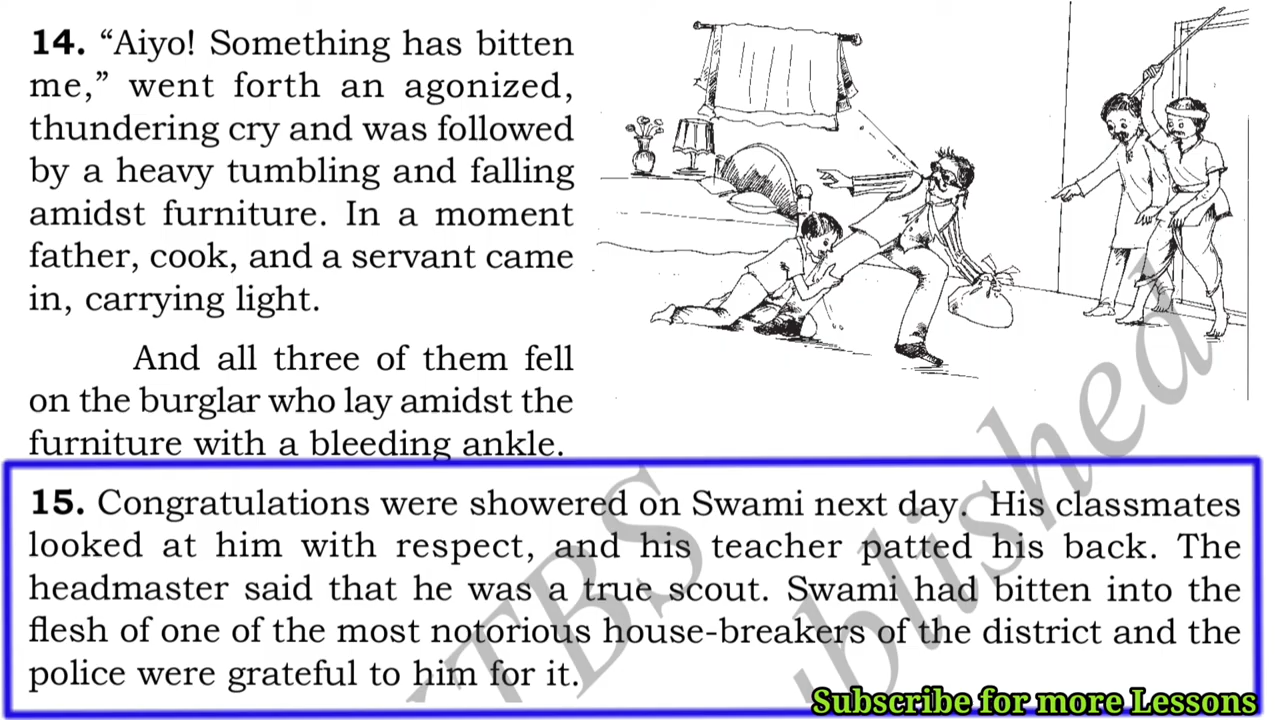 14. “Aiyo! Something has bitten
me,” went forth an agonized,
thundering cry and was followed
by a heavy tumbling and falling
amidst furniture. In a moment
father, cook, and a servant came
in, carrying light.
And all three of them fell
on the burglar who lay amidst the
furniture with a bleeding ankle.
15. Congratulations were showered on Swami next day. His classmates
looked at him with respect, and his teacher patted his back. The
headmaster said that he was a true scout. Swami had bitten into the
flesh of one of the most notorious house-breakers of the district and the
police were grateful to him for it.
TBS
blished
Subscribe for more Lessons